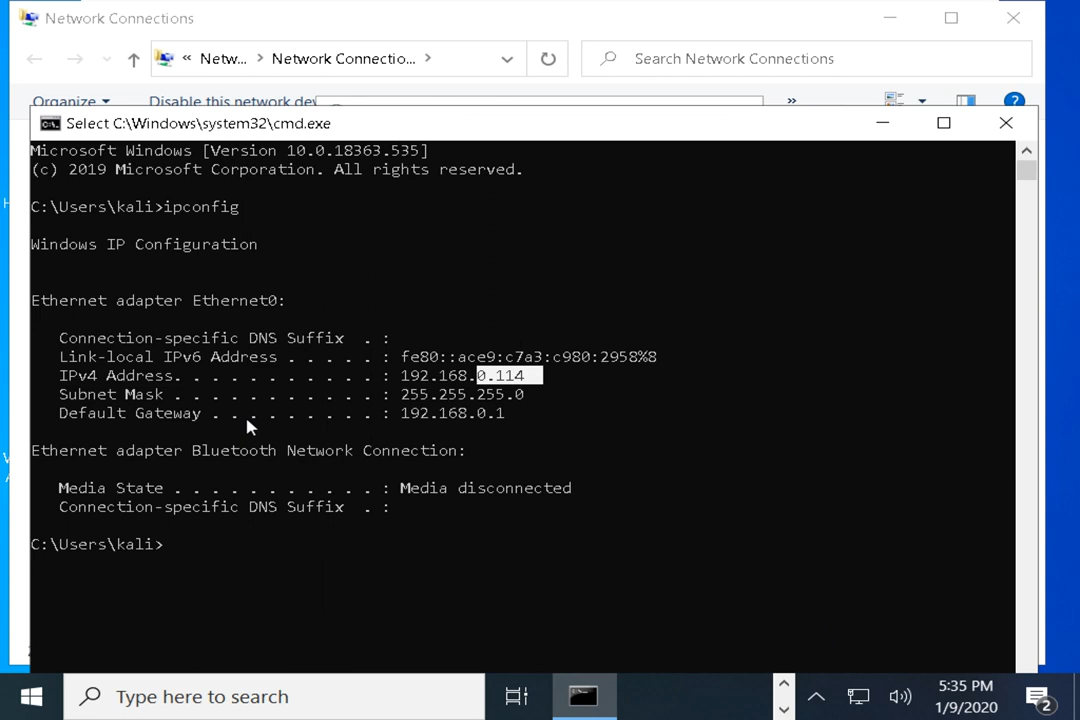 Network Connections
« Netw... > Network Connectio... >
Search Network Connections
Organize
Disable this network dev
»
?
Select C:\Windows\system32\cmd.exe
Microsoft Windows [Version 10.0.18363.535]
(c) 2019 Microsoft Corporation. All rights reserved.
C:\Users\kali>ipconfig
Windows IP Configuration
Ethernet adapter Ethernet0:
Connection-specific DNS Suffix . :
Link-local IPv6 Address . . . . . : fe80::ace9:c7a3:c980:2958%8
IPv4 Address. . . . . . . . . . . : 192.168.0.114
Subnet Mask . . . . . . . . . . . : 255.255.255.0
Default Gateway . . . . . . . . . : 192.168.0.1
Ethernet adapter Bluetooth Network Connection:
Media State . . . . . . . . . . . : Media disconnected
Connection-specific DNS Suffix . :
C:\Users\kali>
Type here to search
5:35 PM
1/9/2020
2